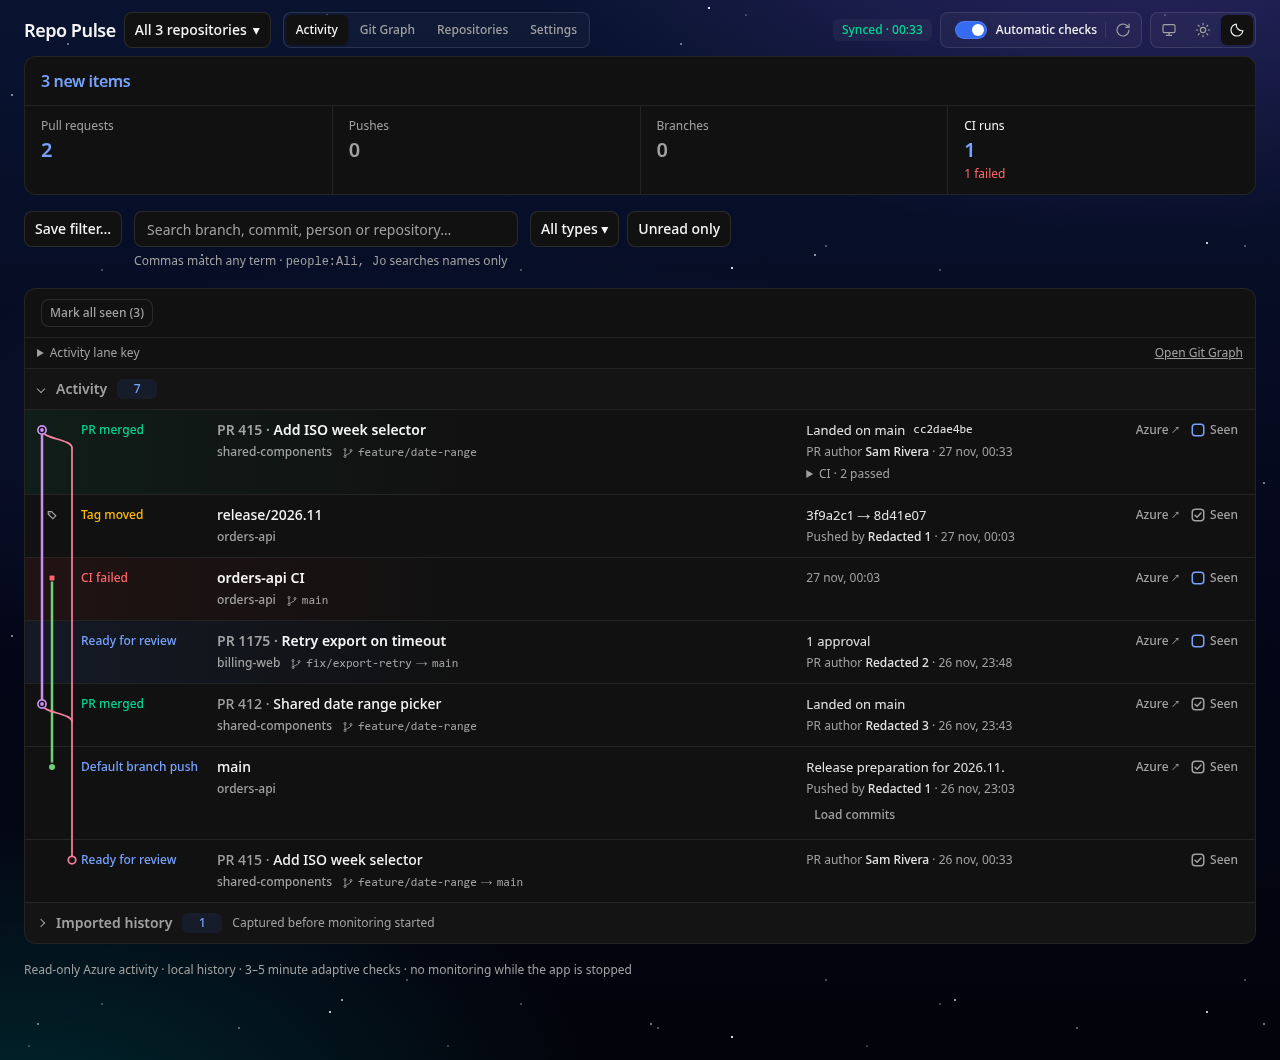 Repo Pulse
All 3 repositories ▾
Activity
Git Graph
Repositories
Settings
Synced · 00:33
Automatic checks
3 new items
Pull requests
2
Pushes
0
Branches
0
CI runs
1
1 failed
Save filter...
Search branch, commit, person or repository...
All types ▾
Unread only
Commas match any term · people:Ali, Jo searches names only
Mark all seen (3)
▶ Activity lane key
Open Git Graph
Activity 7
PR merged
PR 415 · Add ISO week selector
shared-components feature/date-range
Landed on main cc2dae4be
PR author Sam Rivera · 27 nov, 00:33
▶ CI · 2 passed
Azure ↗ Seen
Tag moved
release/2026.11
orders-api
3f9a2c1 → 8d41e07
Pushed by Redacted 1 · 27 nov, 00:03
Azure ↗ Seen
CI failed
orders-api CI
orders-api main
27 nov, 00:03
Azure ↗ Seen
Ready for review
PR 1175 · Retry export on timeout
billing-web fix/export-retry → main
1 approval
PR author Redacted 2 · 26 nov, 23:48
Azure ↗ Seen
PR merged
PR 412 · Shared date range picker
shared-components feature/date-range
Landed on main
PR author Redacted 3 · 26 nov, 23:43
Azure ↗ Seen
Default branch push
main
orders-api
Release preparation for 2026.11.
Pushed by Redacted 1 · 26 nov, 23:03
Load commits
Azure ↗ Seen
Ready for review
PR 415 · Add ISO week selector
shared-components feature/date-range → main
PR author Sam Rivera · 26 nov, 00:33
Seen
Imported history 1 Captured before monitoring started
Read-only Azure activity · local history · 3–5 minute adaptive checks · no monitoring while the app is stopped